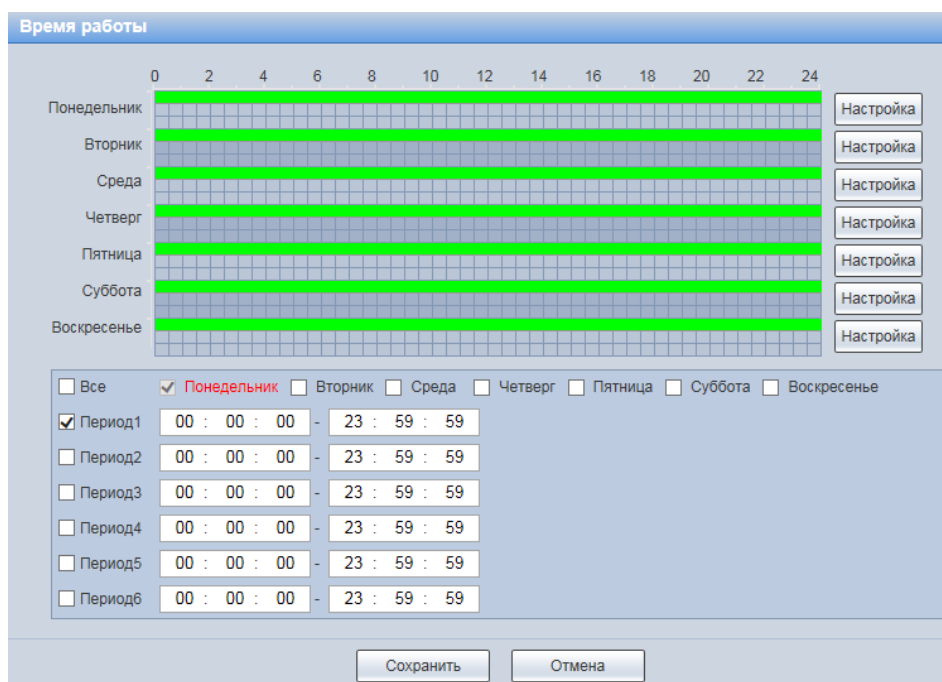 Время работы
0 2 4 6 8 10 12 14 16 18 20 22 24
Понедельник Настройка
Вторник Настройка
Среда Настройка
Четверг Настройка
Пятница Настройка
Суббота Настройка
Воскресенье Настройка
Все Понедельник Вторник Среда Четверг Пятница Суббота Воскресенье
Период1 00 : 00 : 00 - 23 : 59 : 59
Период2 00 : 00 : 00 - 23 : 59 : 59
Период3 00 : 00 : 00 - 23 : 59 : 59
Период4 00 : 00 : 00 - 23 : 59 : 59
Период5 00 : 00 : 00 - 23 : 59 : 59
Период6 00 : 00 : 00 - 23 : 59 : 59
Сохранить Отмена